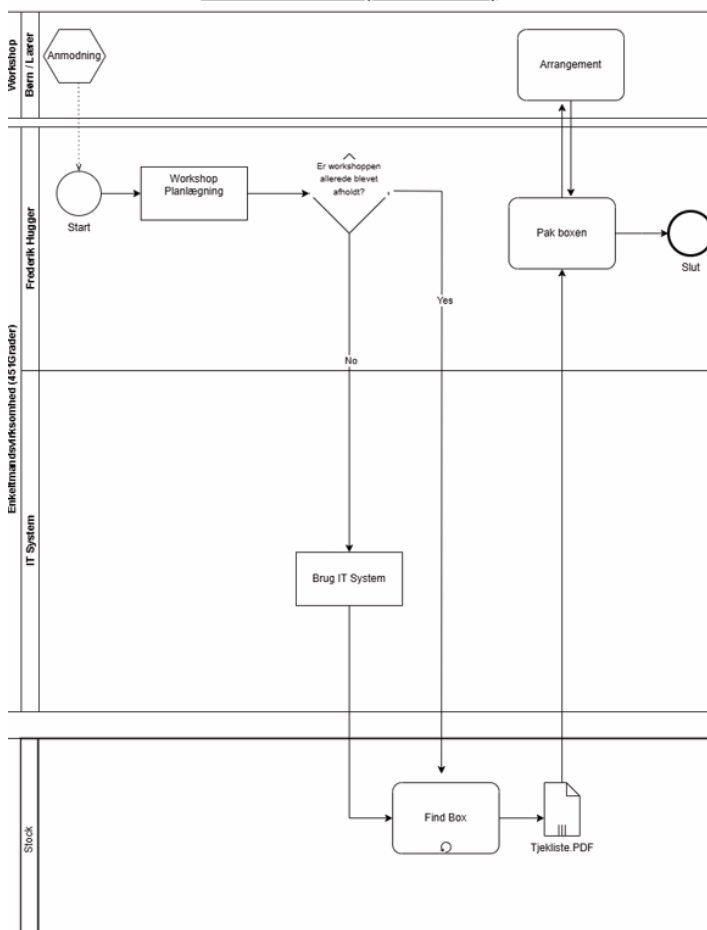 Workshop
Børn / Lærer
Anmodning
Arrangement
Enkeltmandsvirksomhed (451Grader)
Frederik Hugger
Start
Workshop
Planlægning
Er workshoppen
allerede blevet
afholdt?
Pak boxen
Slut
Yes
No
IT System
Brug IT System
Stock
Find Box
Tjekliste.PDF